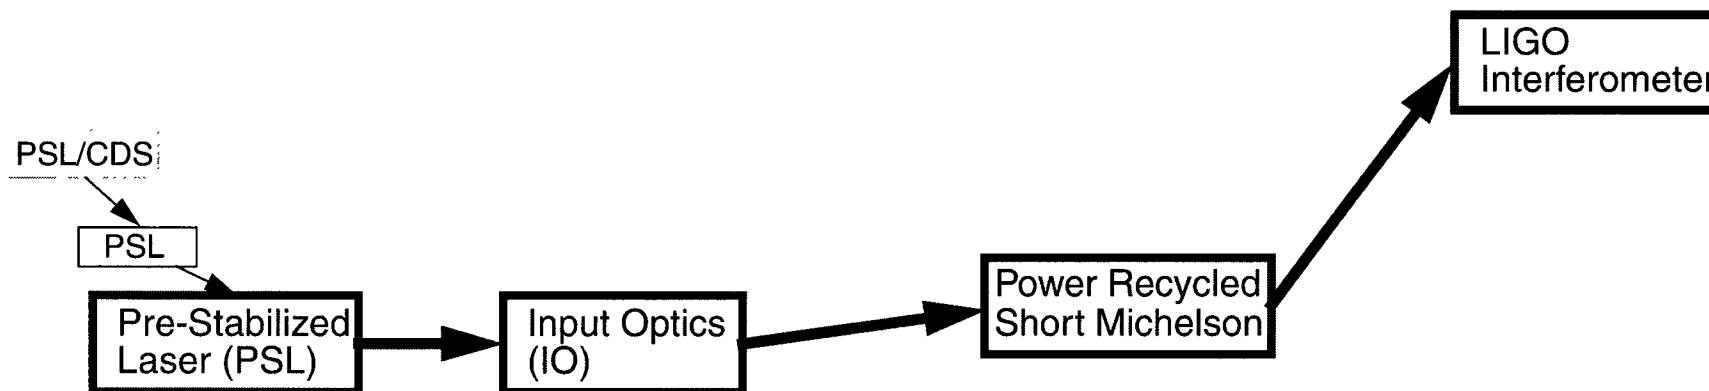 LIGO
Interferometer
PSL/CDS
PSL
Power Recycled
Short Michelson
Pre-Stabilized
Laser (PSL)
Input Optics
(IO)